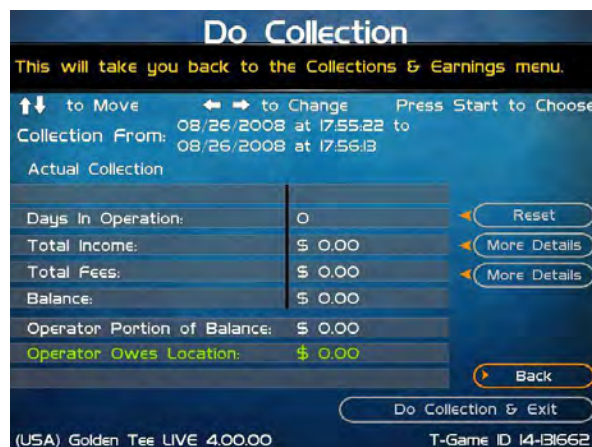 Do Collection
This will take you back to the Collections & Earnings menu.
to Move to Change Press Start to Choose
Collection From: 08/26/2008 at 17:55:22 to
08/26/2008 at 17:56:13
Actual Collection
Days In Operation: 0 Reset
Total Income: $ 0.00 More Details
Total Fees: $ 0.00 More Details
Balance: $ 0.00
Operator Portion of Balance: $ 0.00
Operator Owes Location: $ 0.00
Back
Do Collection & Exit
(USA) Golden Tee LIVE 4.00.00 T-Game ID 14-131662